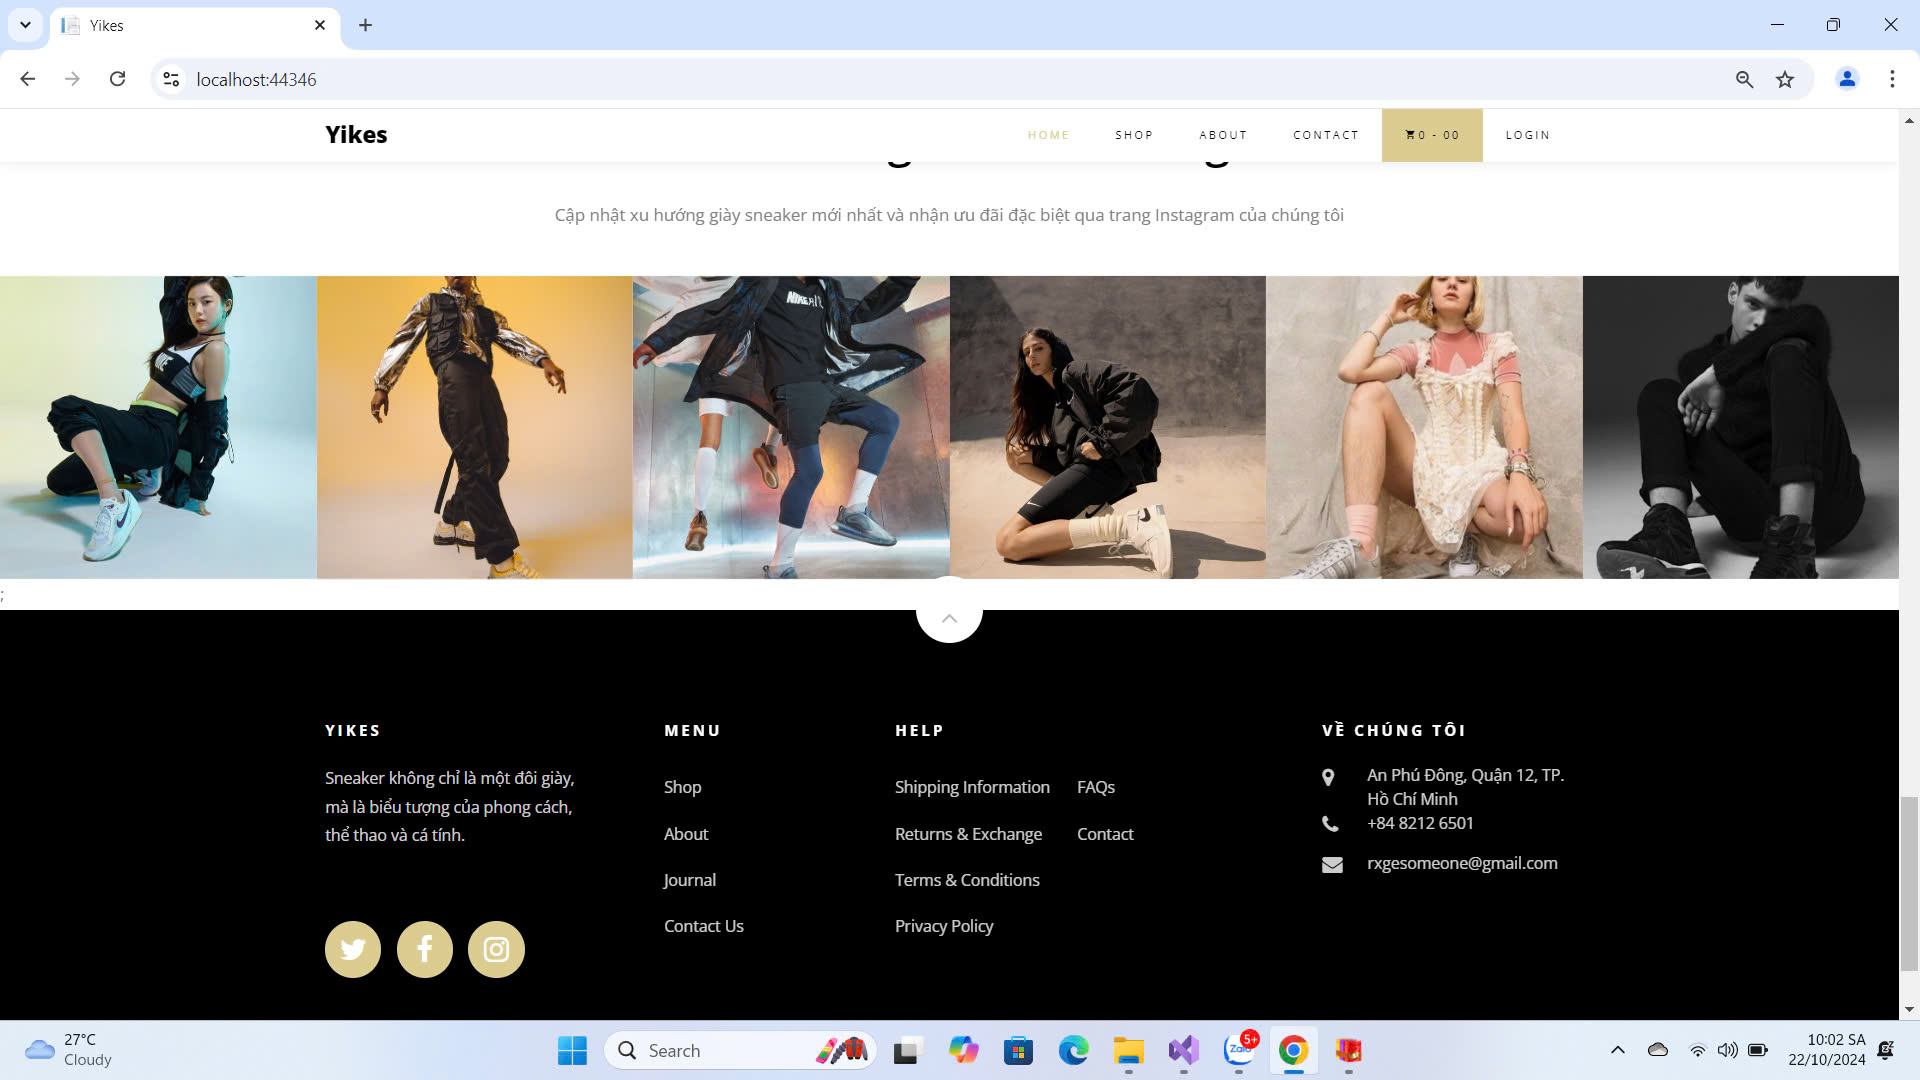 Yikes
localhost:44346
Yikes
HOME SHOP ABOUT CONTACT 0 - 00 LOGIN
Cập nhật xu hướng giày sneaker mới nhất và nhận ưu đãi đặc biệt qua trang Instagram của chúng tôi
;
YIKES
Sneaker không chỉ là một đôi giày,
mà là biểu tượng của phong cách,
thể thao và cá tính.
MENU
Shop
About
Journal
Contact Us
HELP
Shipping Information
Returns & Exchange
Terms & Conditions
Privacy Policy
FAQs
Contact
VỀ CHÚNG TÔI
An Phú Đông, Quận 12, TP.
Hồ Chí Minh
+84 8212 6501
rxgesomeone@gmail.com
27°C
Cloudy
Search
Zalo
5+
10:02 SA
22/10/2024